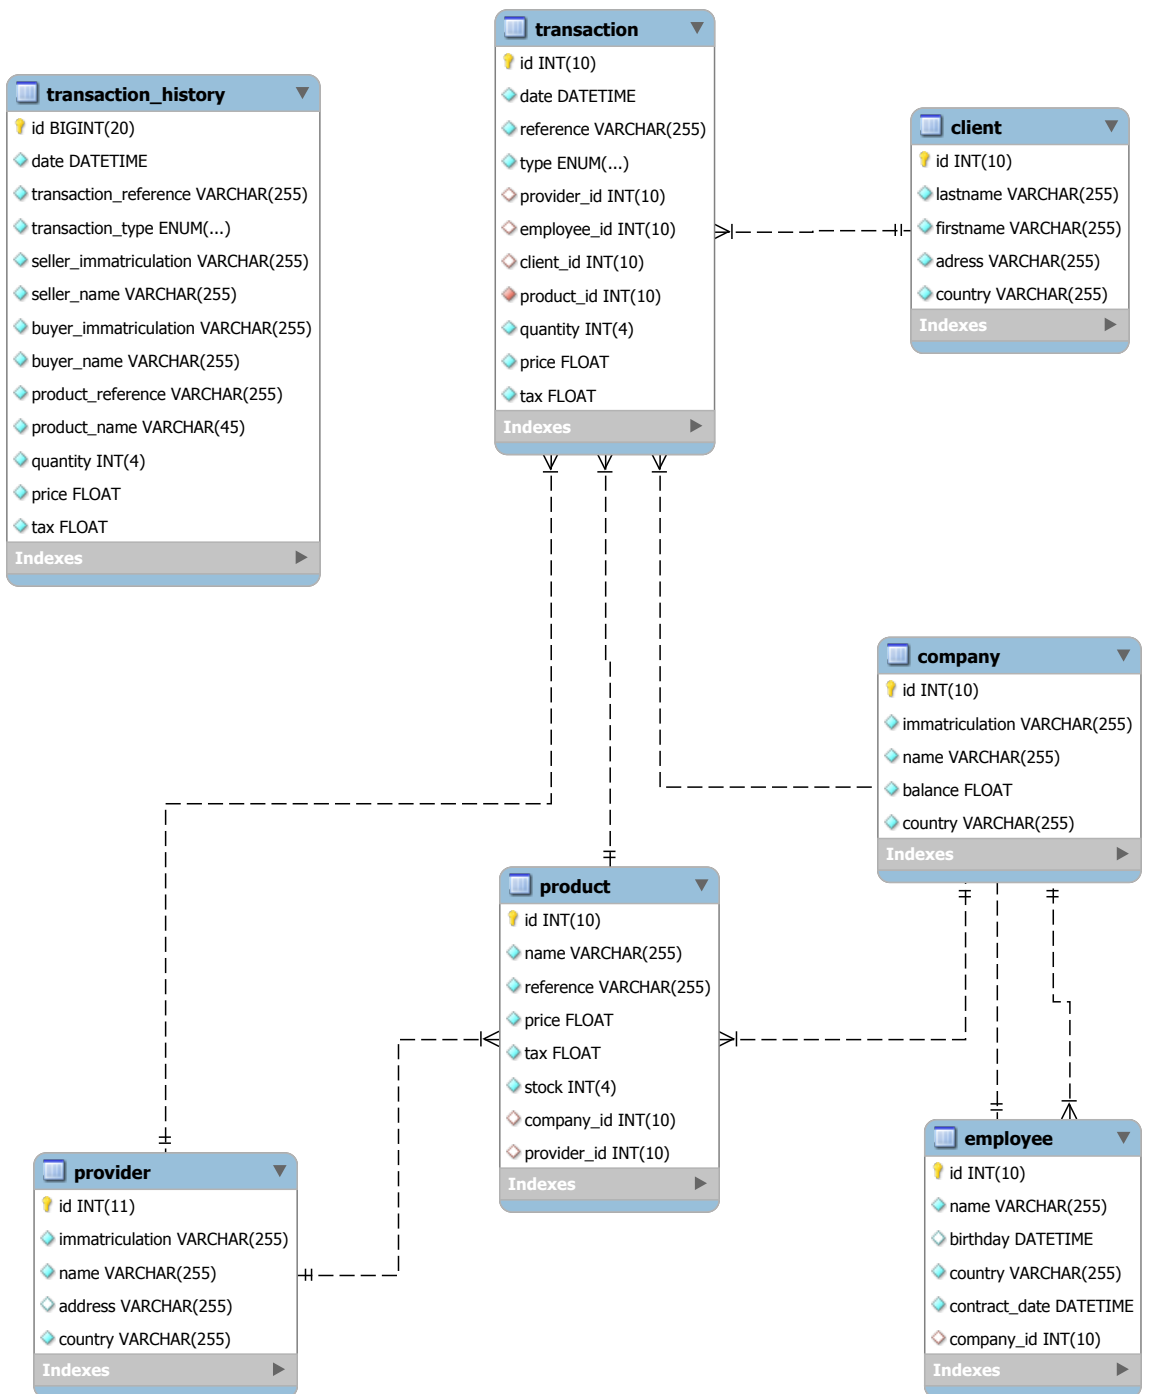 transaction
id INT(10)
date DATETIME
reference VARCHAR(255)
type ENUM(...)
provider_id INT(10)
employee_id INT(10)
client_id INT(10)
product_id INT(10)
quantity INT(4)
price FLOAT
tax FLOAT
Indexes
transaction_history
id BIGINT(20)
date DATETIME
transaction_reference VARCHAR(255)
transaction_type ENUM(...)
seller_immatriculation VARCHAR(255)
seller_name VARCHAR(255)
buyer_immatriculation VARCHAR(255)
buyer_name VARCHAR(255)
product_reference VARCHAR(255)
product_name VARCHAR(45)
quantity INT(4)
price FLOAT
tax FLOAT
Indexes
client
id INT(10)
lastname VARCHAR(255)
firstname VARCHAR(255)
adress VARCHAR(255)
country VARCHAR(255)
Indexes
company
id INT(10)
immatriculation VARCHAR(255)
name VARCHAR(255)
balance FLOAT
country VARCHAR(255)
Indexes
product
id INT(10)
name VARCHAR(255)
reference VARCHAR(255)
price FLOAT
tax FLOAT
stock INT(4)
company_id INT(10)
provider_id INT(10)
Indexes
provider
id INT(11)
immatriculation VARCHAR(255)
name VARCHAR(255)
address VARCHAR(255)
country VARCHAR(255)
Indexes
employee
id INT(10)
name VARCHAR(255)
birthday DATETIME
country VARCHAR(255)
contract_date DATETIME
company_id INT(10)
Indexes